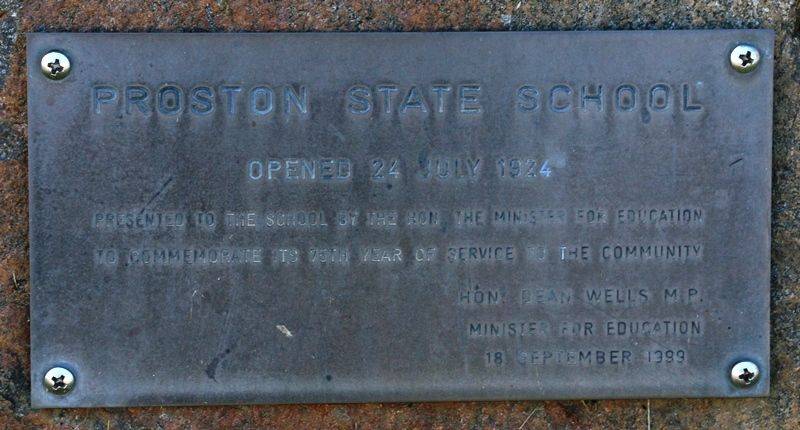 PROSTON STATE SCHOOL
OPENED 24 JULY 1924
PRESENTED TO THE SCHOOL BY THE HON. THE MINISTER FOR EDUCATION
TO COMMEMORATE ITS 75TH YEAR OF SERVICE TO THE COMMUNITY
HON. DEAN WELLS M.P.
MINISTER FOR EDUCATION
18 SEPTEMBER 1999